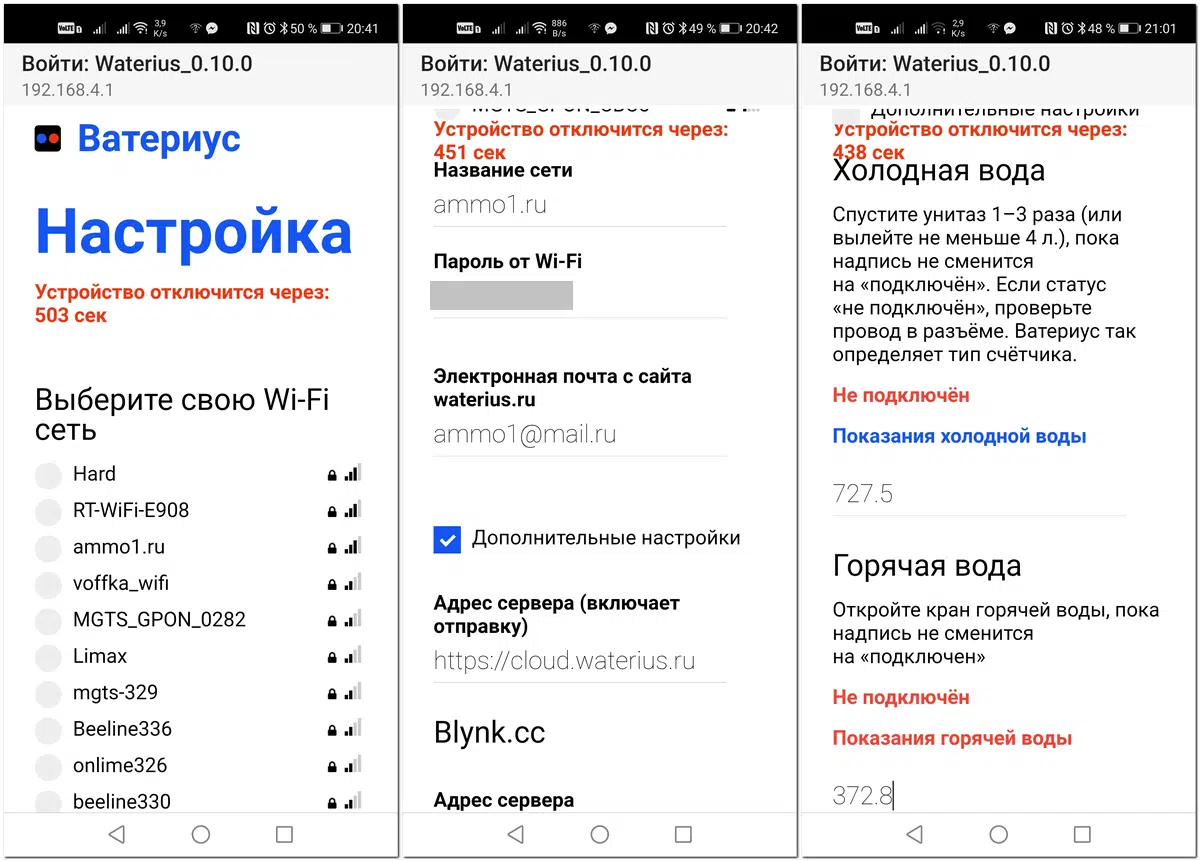 VoLTE 3,9 K/s 50 % 20:41
Войти: Waterius_0.10.0
192.168.4.1
Ватериус
Настройка
Устройство отключится через:
503 сек
Выберите свою Wi-Fi
сеть
Hard
RT-WiFi-E908
ammo1.ru
voffka_wifi
MGTS_GPON_0282
Limax
mgts-329
Beeline336
onlime326
beeline330
VoLTE 886 B/s 49 % 20:42
Войти: Waterius_0.10.0
192.168.4.1
Устройство отключится через:
451 сек
Название сети
ammo1.ru
Пароль от Wi-Fi
Электронная почта с сайта
waterius.ru
ammo1@mail.ru
Дополнительные настройки
Адрес сервера (включает
отправку)
https://cloud.waterius.ru
Blynk.cc
Адрес сервера
VoLTE 2,9 K/s 48 % 21:01
Войти: Waterius_0.10.0
192.168.4.1
Дополнительные настройки
Устройство отключится через:
438 сек
Холодная вода
Спустите унитаз 1–3 раза (или
вылейте не меньше 4 л.), пока
надпись не сменится
на «подключён». Если статус
«не подключён», проверьте
провод в разъёме. Ватериус так
определяет тип счётчика.
Не подключён
Показания холодной воды
727.5
Горячая вода
Откройте кран горячей воды, пока
надпись не сменится
на «подключен»
Не подключён
Показания горячей воды
372.8